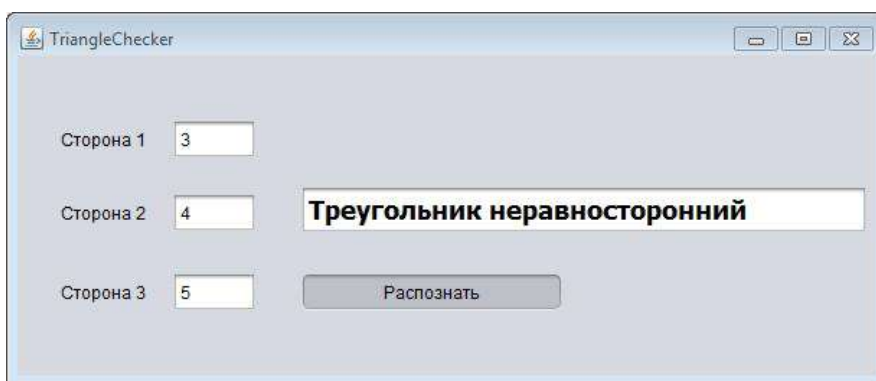 TriangleChecker
Сторона 1 3
Сторона 2 4 Треугольник неравносторонний
Сторона 3 5 Распознать